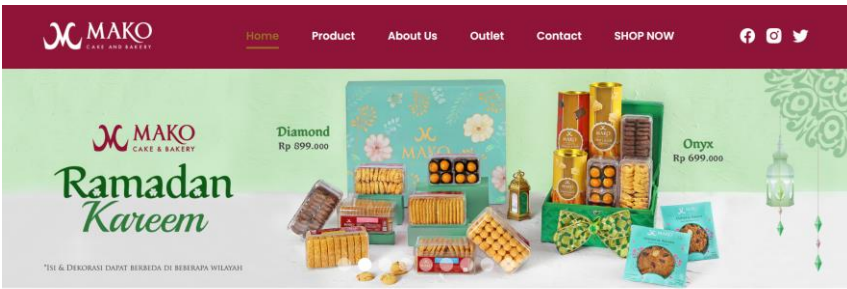 MAKO
CAKE AND BAKERY
Home
Product
About Us
Outlet
Contact
SHOP NOW
MAKO
CAKE & BAKERY
Ramadan
Kareem
*Isi & Dekorasi dapat berbeda di beberapa wilayah
Diamond
Rp 899.000
MAKO
Onyx
Rp 699.000